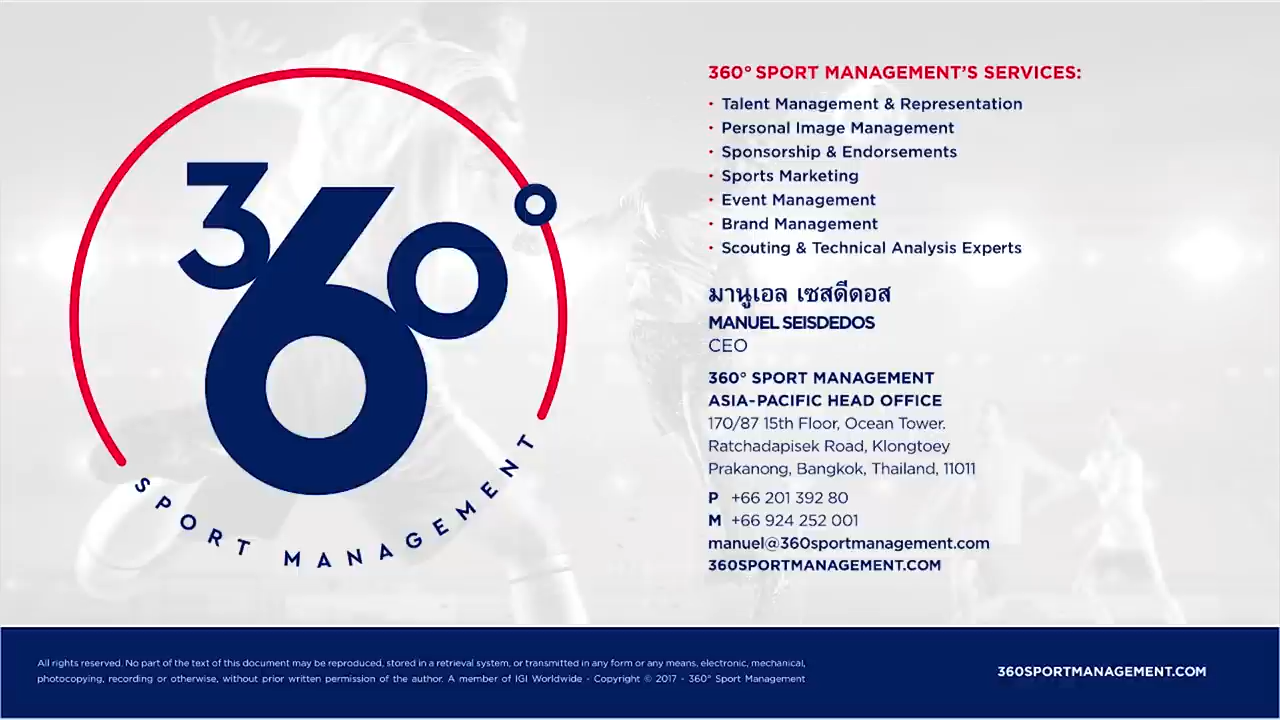 360°
SPORT MANAGEMENT
360° SPORT MANAGEMENT'S SERVICES:
• Talent Management & Representation
• Personal Image Management
• Sponsorship & Endorsements
• Sports Marketing
• Event Management
• Brand Management
• Scouting & Technical Analysis Experts
มานูเอล เซสดีดอส
MANUEL SEISDEDOS
CEO
360° SPORT MANAGEMENT
ASIA-PACIFIC HEAD OFFICE
170/87 15th Floor, Ocean Tower.
Ratchadapisek Road, Klongtoey
Prakanong, Bangkok, Thailand, 11011
P +66 201 392 80
M +66 924 252 001
manuel@360sportmanagement.com
360SPORTMANAGEMENT.COM
All rights reserved. No part of the text of this document may be reproduced, stored in a retrieval system, or transmitted in any form or any means, electronic, mechanical,
photocopying, recording or otherwise, without prior written permission of the author. A member of IGI Worldwide - Copyright © 2017 - 360° Sport Management
360SPORTMANAGEMENT.COM